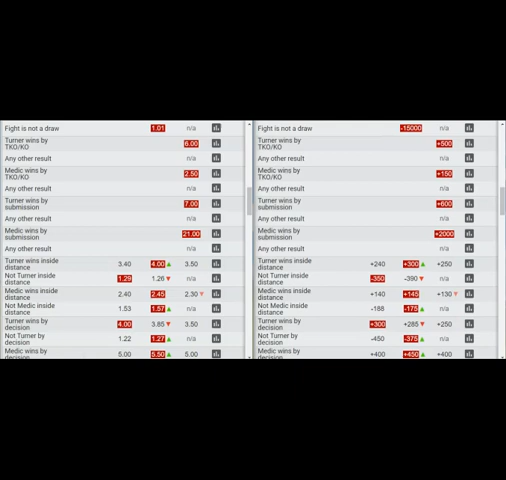 Fight is not a draw 1.01 n/a
Turner wins by
TKO/KO 6.00
Any other result n/a
Medic wins by
TKO/KO 2.50
Any other result n/a
Turner wins by
submission 7.00
Any other result n/a
Medic wins by
submission 21.00
Any other result n/a
Turner wins inside
distance 3.40 4.00 3.50
Not Turner inside
distance 1.29 1.26 n/a
Medic wins inside
distance 2.40 2.45 2.30
Not Medic inside
distance 1.53 1.57 n/a
Turner wins by
decision 4.00 3.85 3.50
Not Turner by
decision 1.22 1.27 n/a
Medic wins by 5.00 5.50 5.00
Fight is not a draw -15000 n/a
Turner wins by
TKO/KO +500
Any other result n/a
Medic wins by
TKO/KO +150
Any other result n/a
Turner wins by
submission +600
Any other result n/a
Medic wins by
submission +2000
Any other result n/a
Turner wins inside
distance +240 +300 +250
Not Turner inside
distance -350 -390 n/a
Medic wins inside
distance +140 +145 +130
Not Medic inside
distance -188 -175 n/a
Turner wins by
decision +300 +285 +250
Not Turner by
decision -450 -375 n/a
Medic wins by +400 +450 +400